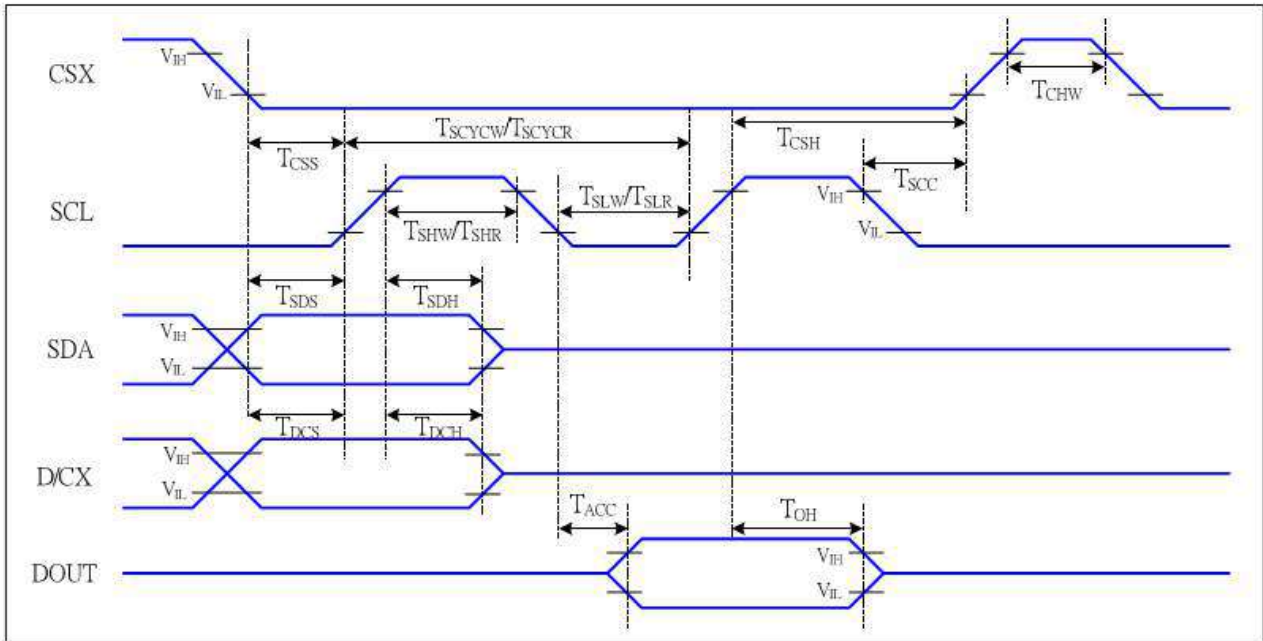 CSX
VIH
VIL
TCHW
TSCYCW/TSCYCR
TCSS
TCSH
TSCC
SCL
TSHW/TSHR
TSLW/TSLR
VIH
VIL
TSDS
TSDH
SDA
VIH
VIL
TDCS
TDCH
D/CX
VIH
VIL
TACC
TOH
DOUT
VIH
VIL